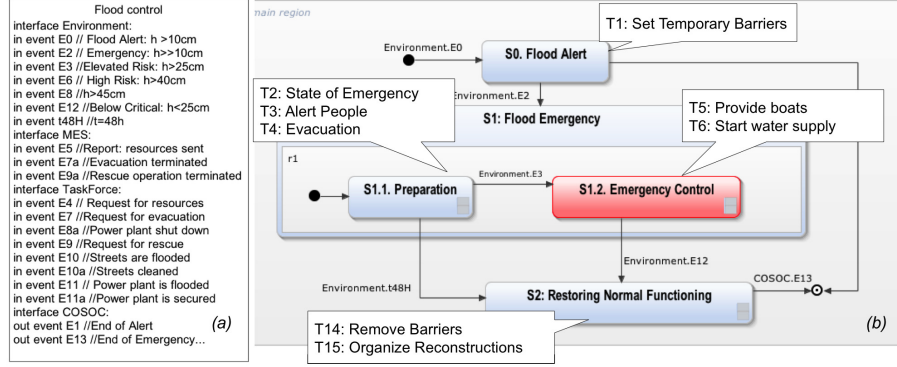 Flood control
interface Environment:
in event E0 // Flood Alert: h >10cm
in event E2 // Emergency: h>>10cm
in event E3 //Elevated Risk: h>25cm
in event E6 // High Risk: h>40cm
in event E8 //h>45cm
in event E12 //Below Critical: h<25cm
in event t48H //t=48h
interface MES:
in event E5 //Report: resources sent
in event E7a //Evacuation terminated
in event E9a //Rescue operation terminated
interface TaskForce:
in event E4 // Request for resources
in event E7 //Request for evacuation
in event E8a //Power plant shut down
in event E9 //Request for rescue
in event E10 //Streets are flooded
in event E10a //Streets cleaned
in event E11 // Power plant is flooded
in event E11a //Power plant is secured
interface COSOC:
out event E1 //End of Alert
out event E13 //End of Emergency...
(a)
main region
T1: Set Temporary Barriers
Environment.E0
S0. Flood Alert
T2: State of Emergency
T3: Alert People
T4: Evacuation
Environment.E2
S1: Flood Emergency
T5: Provide boats
T6: Start water supply
r1
S1.1. Preparation
Environment.E3
S1.2. Emergency Control
Environment.E12
Environment.t48H
S2: Restoring Normal Functioning
COSOC.E13
T14: Remove Barriers
T15: Organize Reconstructions
(b)